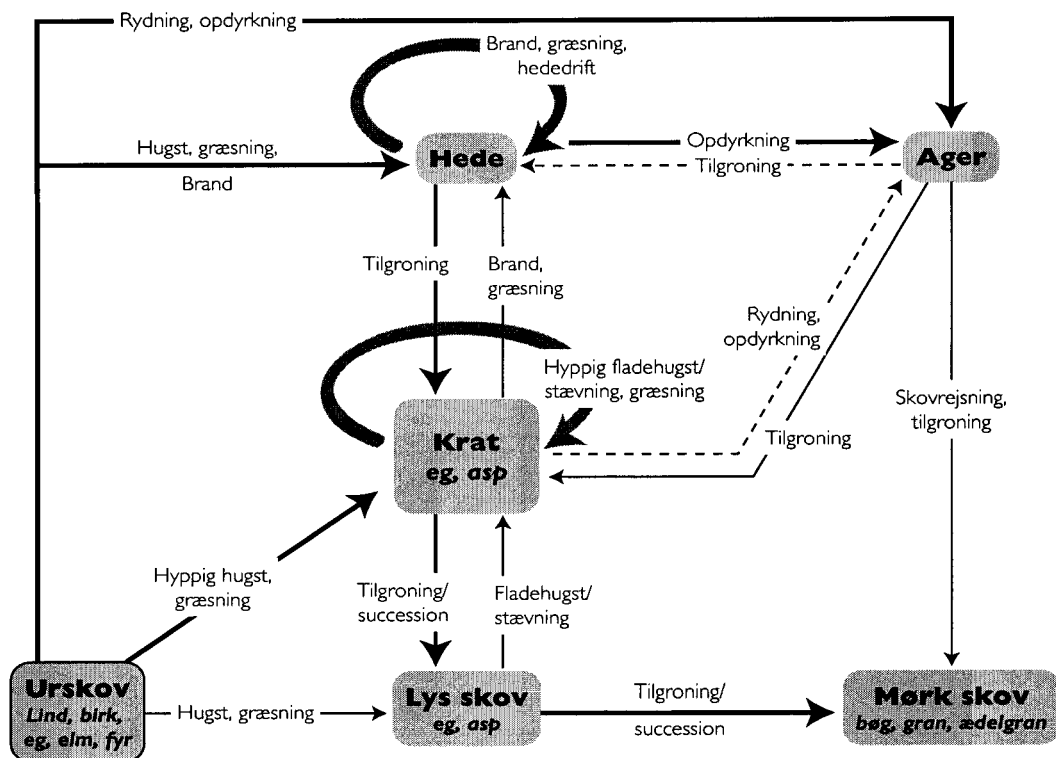 Rydning, opdyrkning
Brand, græsning,
hededrift
Hugst, græsning,
Brand
Hede
Opdyrkning
Tilgroning
Ager
Tilgroning
Brand,
græsning
Rydning,
opdyrkning
Hyppig fladehugst/
stævning, græsning
Skovrejsning,
tilgroning
Tilgroning
Krat
eg, asp
Hyppig hugst,
græsning
Tilgroning/
succession
Fladehugst/
stævning
Urskov
Lind, birk,
eg, elm, fyr
Hugst, græsning
Lys skov
eg, asp
Tilgroning/
succession
Mørk skov
bøg, gran, ædelgran